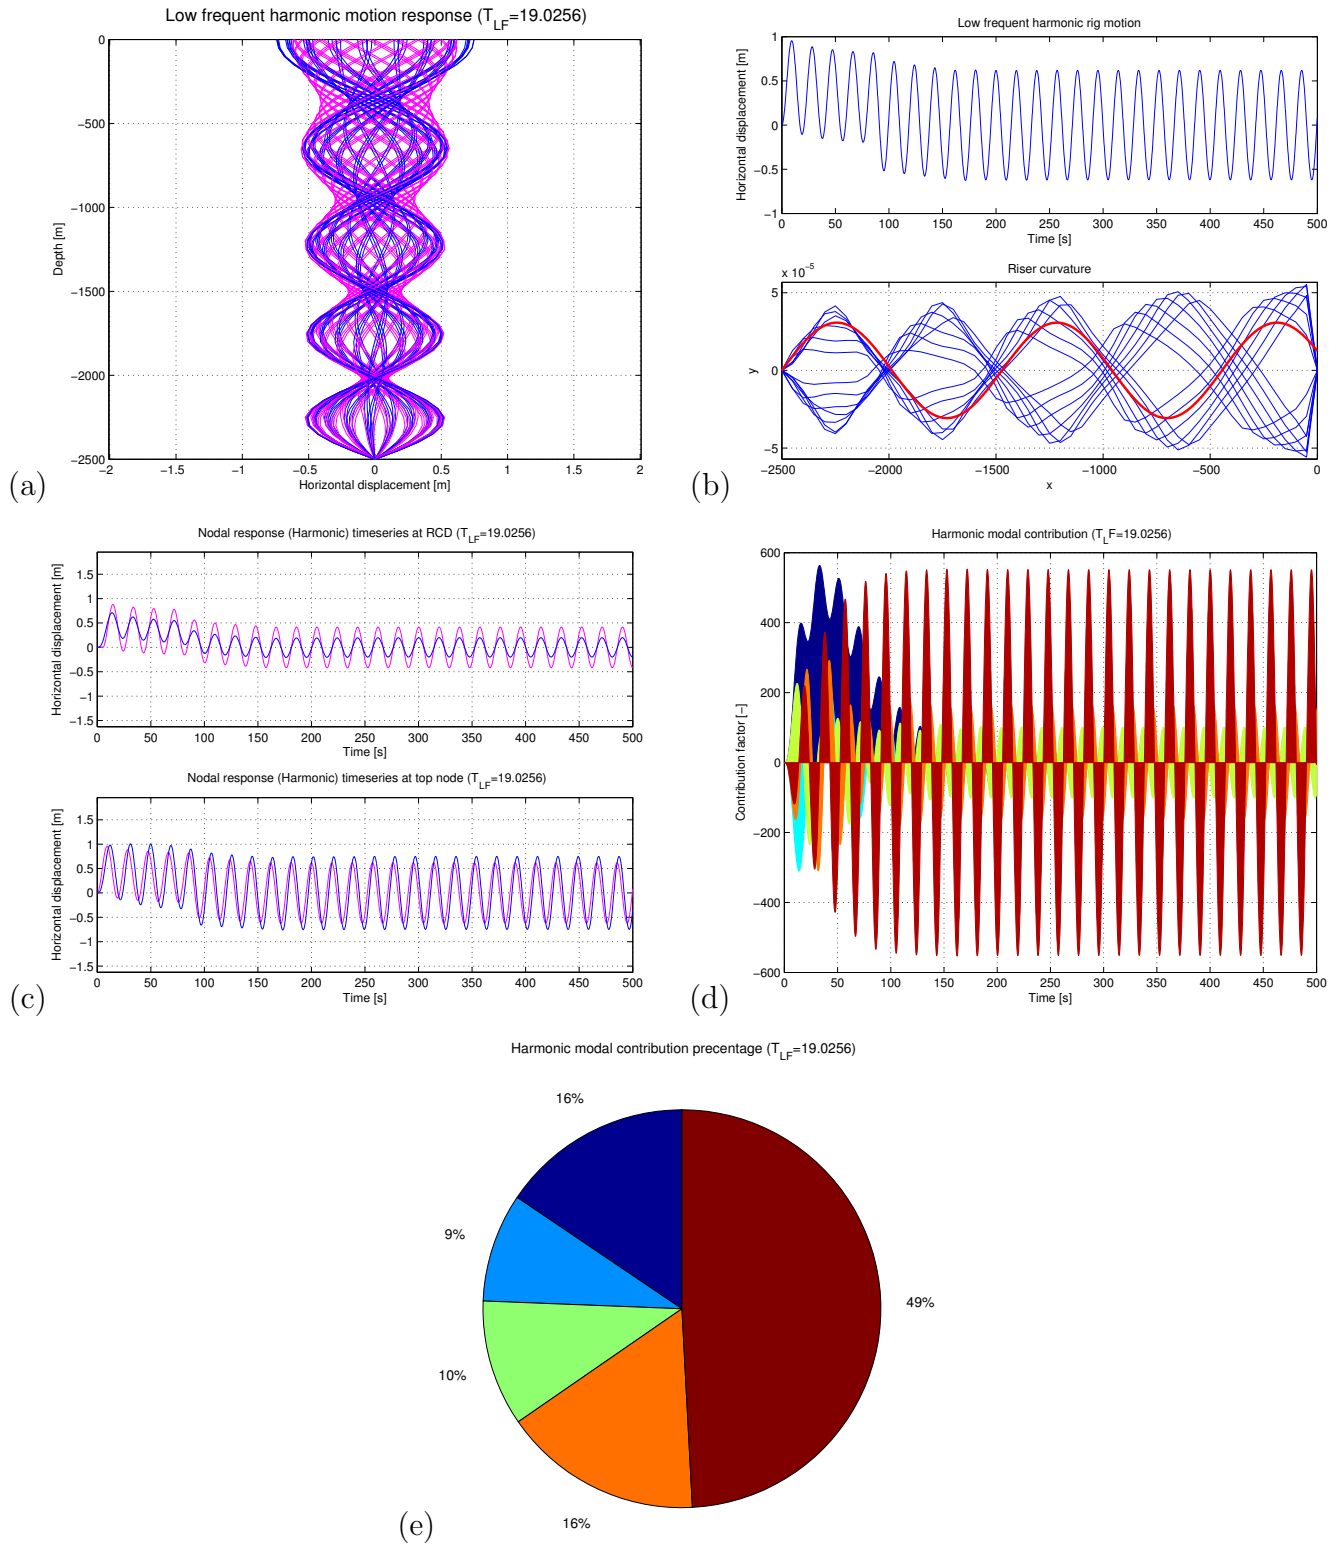 Low frequent harmonic motion response (T_LF=19.0256)
0
−500
−1000
−1500
−2000
−2500
Depth [m]
−2 −1.5 −1 −0.5 0 0.5 1 1.5 2
Horizontal displacement [m]
(a)
Low frequent harmonic rig motion
1
0.5
0
−0.5
−1
Horizontal displacement [m]
0 50 100 150 200 250 300 350 400 450 500
Time [s]
x 10^−5
Riser curvature
5
0
−5
y
−2500 −2000 −1500 −1000 −500 0
x
(b)
Nodal response (Harmonic) timeseries at RCD (T_LF=19.0256)
1.5
1
0.5
0
−0.5
−1
−1.5
Horizontal displacement [m]
0 50 100 150 200 250 300 350 400 450 500
Time [s]
Nodal response (Harmonic) timeseries at top node (T_LF=19.0256)
1.5
1
0.5
0
−0.5
−1
−1.5
Horizontal displacement [m]
0 50 100 150 200 250 300 350 400 450 500
Time [s]
(c)
Harmonic modal contribution (T_LF=19.0256)
600
400
200
0
−200
−400
−600
Contribution factor [−]
0 50 100 150 200 250 300 350 400 450 500
Time [s]
(d)
Harmonic modal contribution precentage (T_LF=19.0256)
16%
9%
49%
10%
16%
(e)